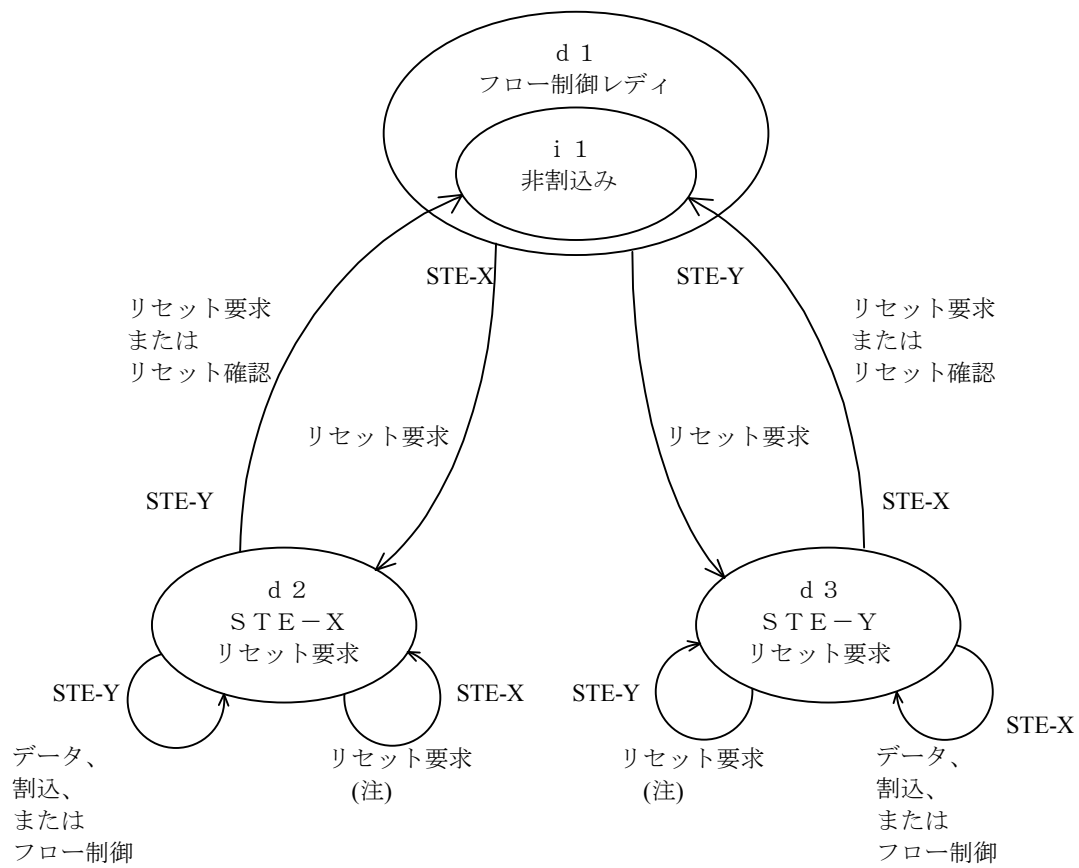 ｄ１
フロー制御レディ
ｉ１
非割込み
STE-X
STE-Y
リセット要求
または
リセット確認
リセット要求
または
リセット確認
リセット要求
リセット要求
STE-Y
STE-X
ｄ２
ＳＴＥ－Ｘ
リセット要求
ｄ３
ＳＴＥ－Ｙ
リセット要求
STE-Y
STE-X
STE-Y
STE-X
データ、
割込、
または
フロー制御
リセット要求
(注)
リセット要求
(注)
データ、
割込、
または
フロー制御